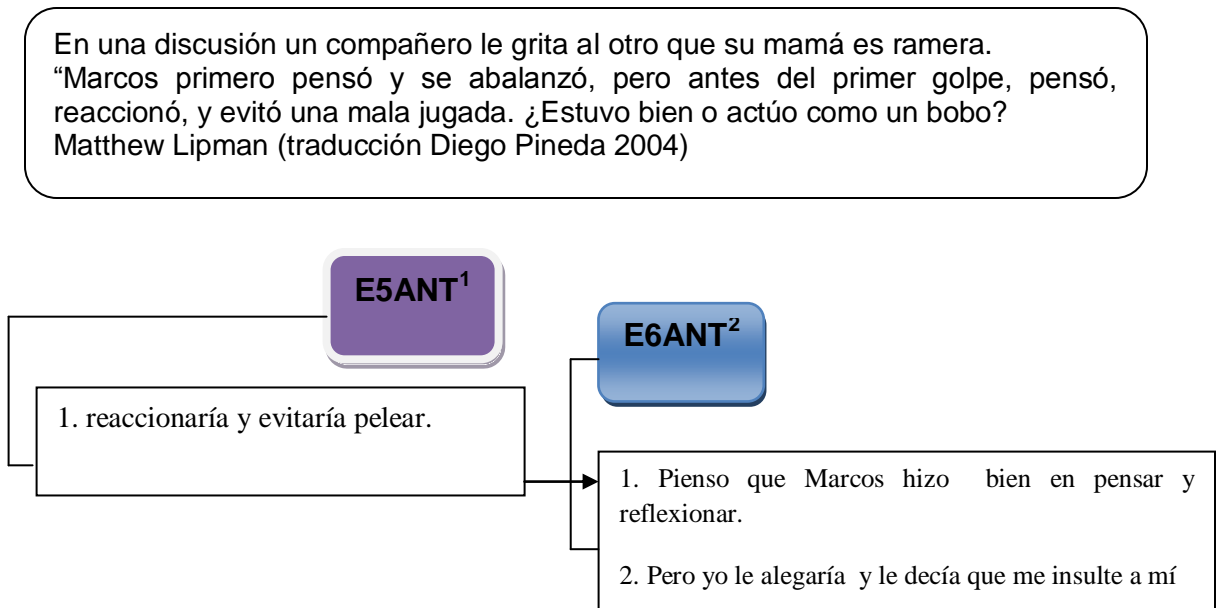 En una discusión un compañero le grita al otro que su mamá es ramera.
“Marcos primero pensó y se abalanzó, pero antes del primer golpe, pensó,
reaccionó, y evitó una mala jugada. ¿Estuvo bien o actúo como un bobo?
Matthew Lipman (traducción Diego Pineda 2004)
E5ANT¹
E6ANT²
1. reaccionaría y evitaría pelear.
1. Pienso que Marcos hizo bien en pensar y
reflexionar.
2. Pero yo le alegaría y le decía que me insulte a mí